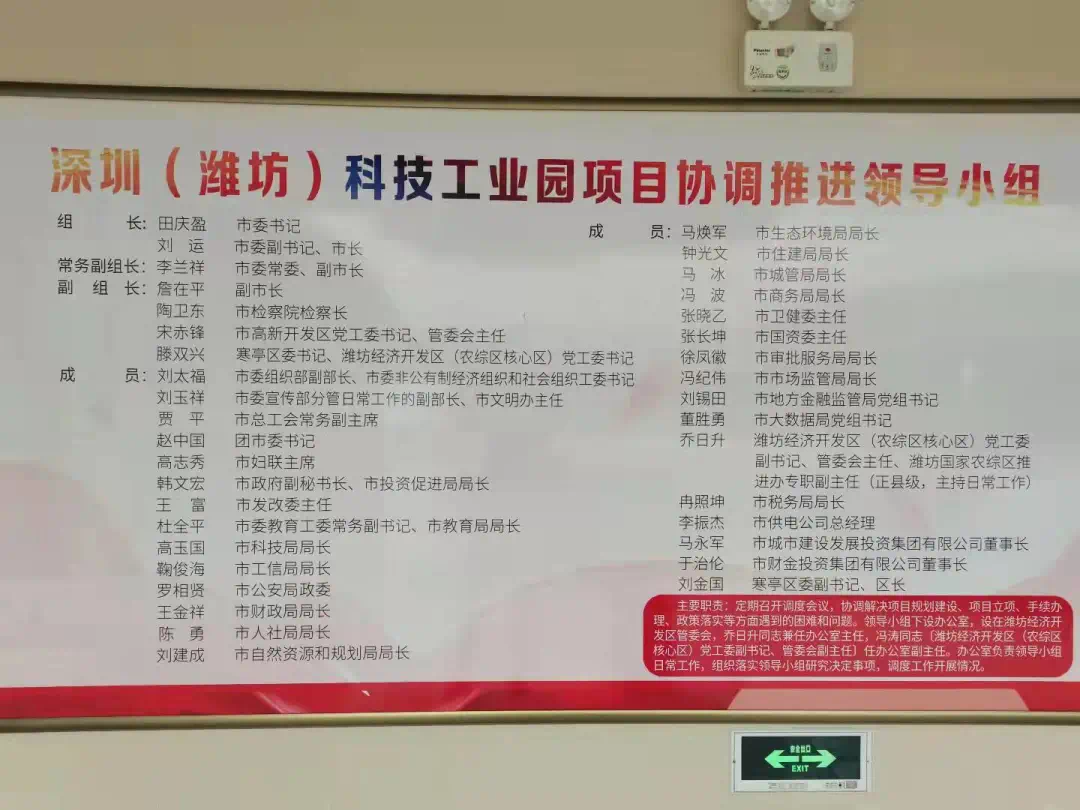 深圳（潍坊）科技工业园项目协调推进领导小组
组 长：田庆盈 市委书记
刘 运 市委副书记、市长
常务副组长：李兰祥 市委常委、副市长
副 组 长：詹在平 副市长
陶卫东 市检察院检察长
宋赤锋 市高新开发区党工委书记、管委会主任
滕双兴 寒亭区委书记、潍坊经济开发区（农综区核心区）党工委书记
成 员：刘太福 市委组织部副部长、市委非公有制经济组织和社会组织工委书记
刘玉祥 市委宣传部分管日常工作的副部长、市文明办主任
贾 平 市总工会常务副主席
赵中国 团市委书记
高志秀 市妇联主席
韩文宏 市政府副秘书长、市投资促进局局长
王 富 市发改委主任
杜全平 市委教育工委常务副书记、市教育局局长
高玉国 市科技局局长
鞠俊海 市工信局局长
罗相贤 市公安局政委
王金祥 市财政局局长
陈 勇 市人社局局长
刘建成 市自然资源和规划局局长
成 员：马焕军 市生态环境局局长
钟光文 市住建局局长
马 冰 市城管局局长
冯 波 市商务局局长
张晓乙 市卫健委主任
张长坤 市国资委主任
徐凤徽 市审批服务局局长
冯纪伟 市市场监管局局长
刘锡田 市地方金融监管局党组书记
董胜勇 市大数据局党组书记
乔日升 潍坊经济开发区（农综区核心区）党工委
副书记、管委会主任、潍坊国家农综区推
进办专职副主任（正县级，主持日常工作）
冉照坤 市税务局局长
李振杰 市供电公司总经理
马永军 市城市建设发展投资集团有限公司董事长
于治伦 市财金投资集团有限公司董事长
刘金国 寒亭区委副书记、区长
主要职责：定期召开调度会议，协调解决项目规划建设、项目立项、手续办
理、政策落实等方面遇到的困难和问题。领导小组下设办公室，设在潍坊经济开
发区管委会，乔日升同志兼任办公室主任，冯涛同志〔潍坊经济开发区（农综区
核心区）党工委副书记、管委会副主任〕任办公室副主任。办公室负责领导小组
日常工作，组织落实领导小组研究决定事项，调度工作开展情况。
安全出口
EXIT